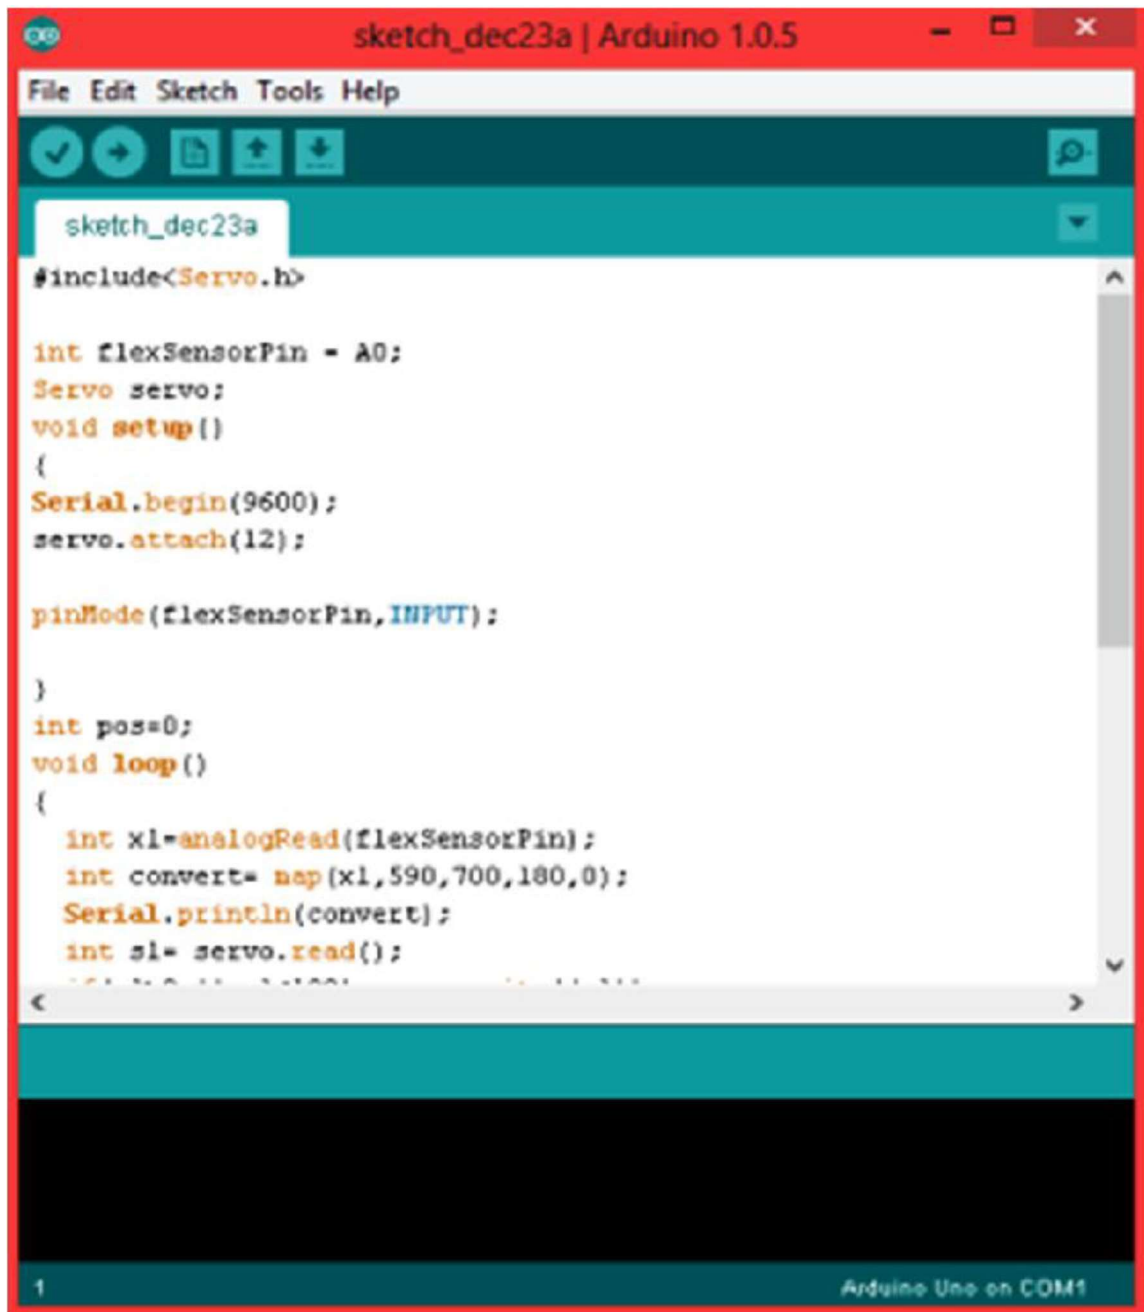 sketch_dec23a | Arduino 1.0.5
File Edit Sketch Tools Help
sketch_dec23a
#include<Servo.h>
int flexSensorPin = A0;
Servo servo;
void setup()
{
Serial.begin(9600);
servo.attach(12);
pinMode(flexSensorPin,INPUT);
}
int pos=0;
void loop()
{
int x1=analogRead(flexSensorPin);
int convert= map(x1,590,700,180,0);
Serial.println(convert);
int s1= servo.read();
1
Arduino Uno on COM1